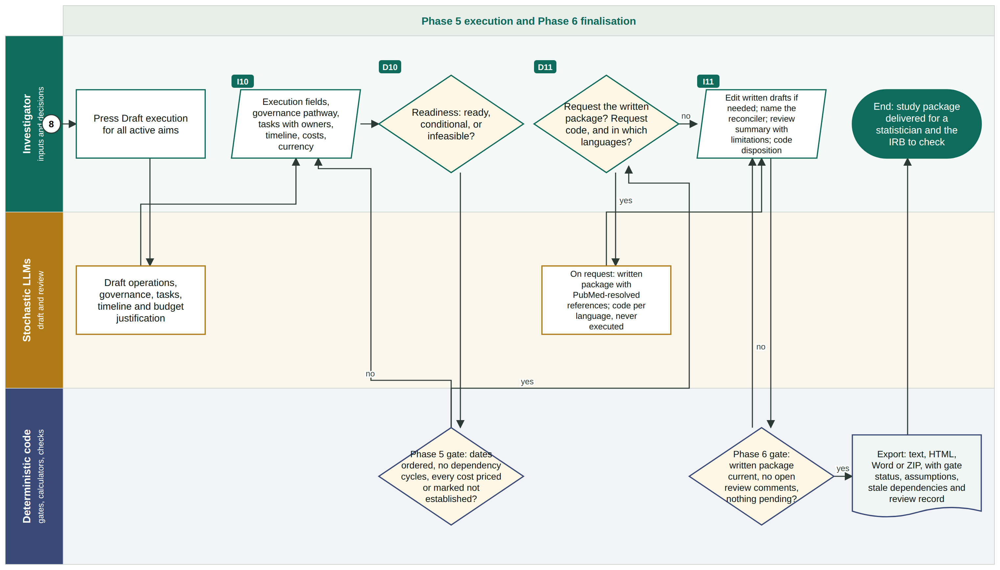 Phase 5 execution and Phase 6 finalisation
Investigator
inputs and decisions
8
Press Draft execution
for all active aims
I10
Execution fields,
governance pathway,
tasks with owners,
timeline, costs,
currency
D10
Readiness: ready,
conditional, or
infeasible?
D11
Request the written
package? Request
code, and in which
languages?
no
I11
Edit written drafts if
needed; name the
reconciler; review
summary with
limitations; code
disposition
End: study package
delivered for a
statistician and the
IRB to check
yes
Stochastic LLMs
draft and review
Draft operations,
governance, tasks,
timeline and budget
justification
On request: written
package with
PubMed-resolved
references; code per
language, never
executed
no
no
yes
Deterministic code
gates, calculators, checks
Phase 5 gate: dates
ordered, no dependency
cycles, every cost priced
or marked not
established?
Phase 6 gate:
written package
current, no open
review comments,
nothing pending?
yes
Export: text, HTML,
Word or ZIP, with gate
status, assumptions,
stale dependencies and
review record